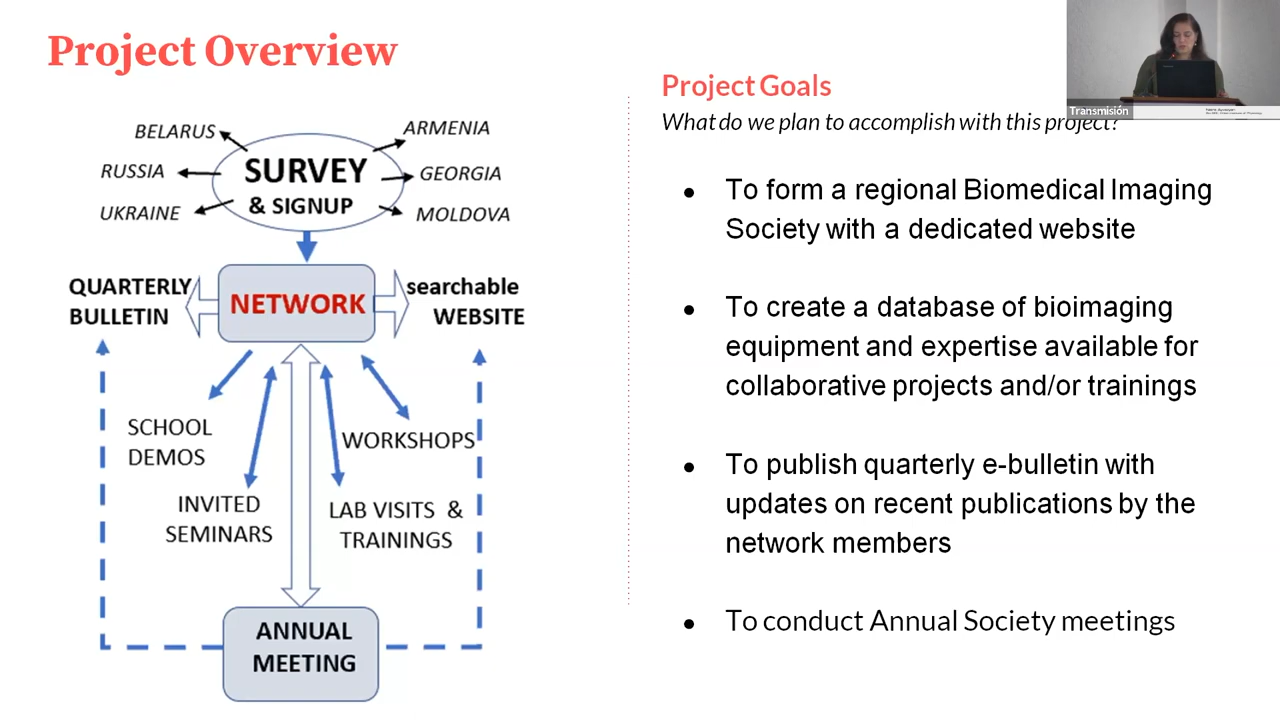 Project Overview
BELARUS
ARMENIA
RUSSIA
SURVEY
& SIGNUP
GEORGIA
UKRAINE
MOLDOVA
QUARTERLY
BULLETIN
NETWORK
searchable
WEBSITE
SCHOOL
DEMOS
WORKSHOPS
INVITED
SEMINARS
LAB VISITS &
TRAININGS
ANNUAL
MEETING
Project Goals
What do we plan to accomplish with this project?
● To form a regional Biomedical Imaging
Society with a dedicated website
● To create a database of bioimaging
equipment and expertise available for
collaborative projects and/or trainings
● To publish quarterly e-bulletin with
updates on recent publications by the
network members
● To conduct Annual Society meetings
Transmisión